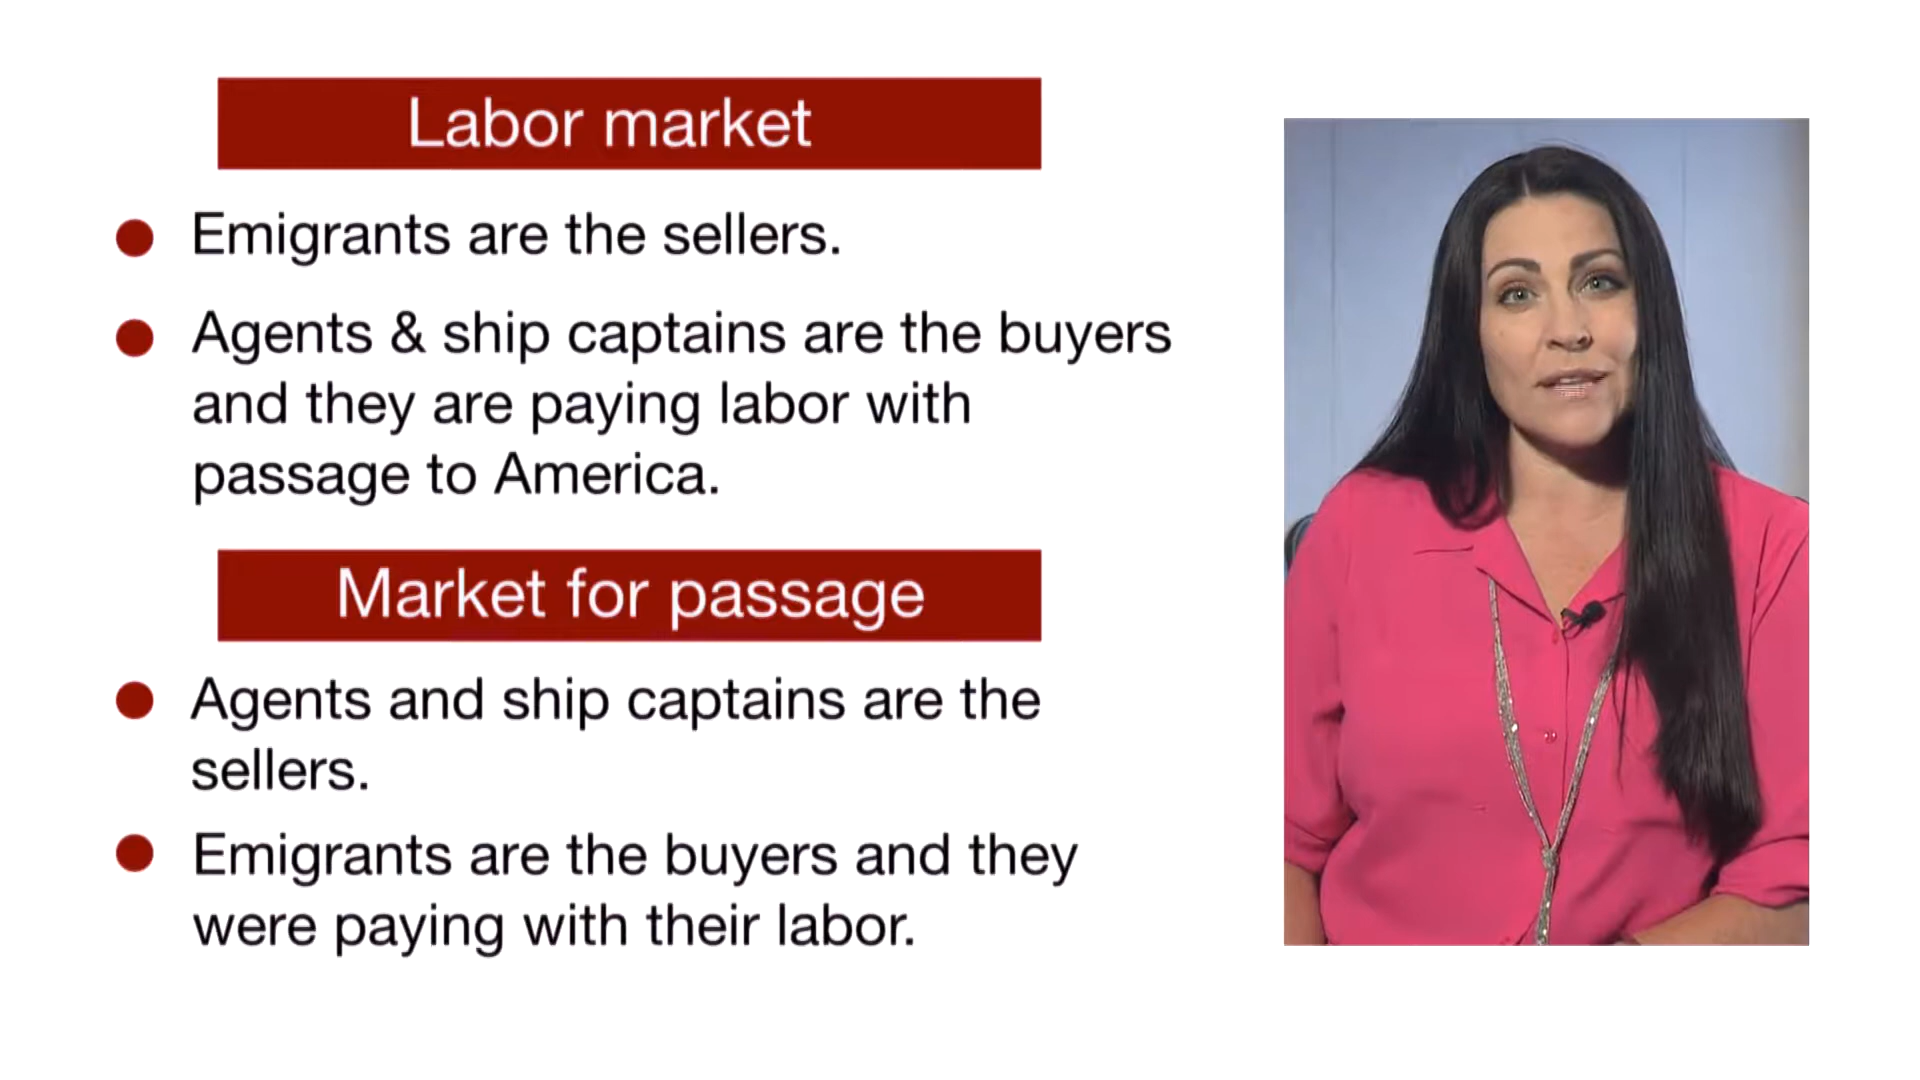 Labor market
Emigrants are the sellers.
Agents & ship captains are the buyers
and they are paying labor with
passage to America.
Market for passage
Agents and ship captains are the
sellers.
Emigrants are the buyers and they
were paying with their labor.